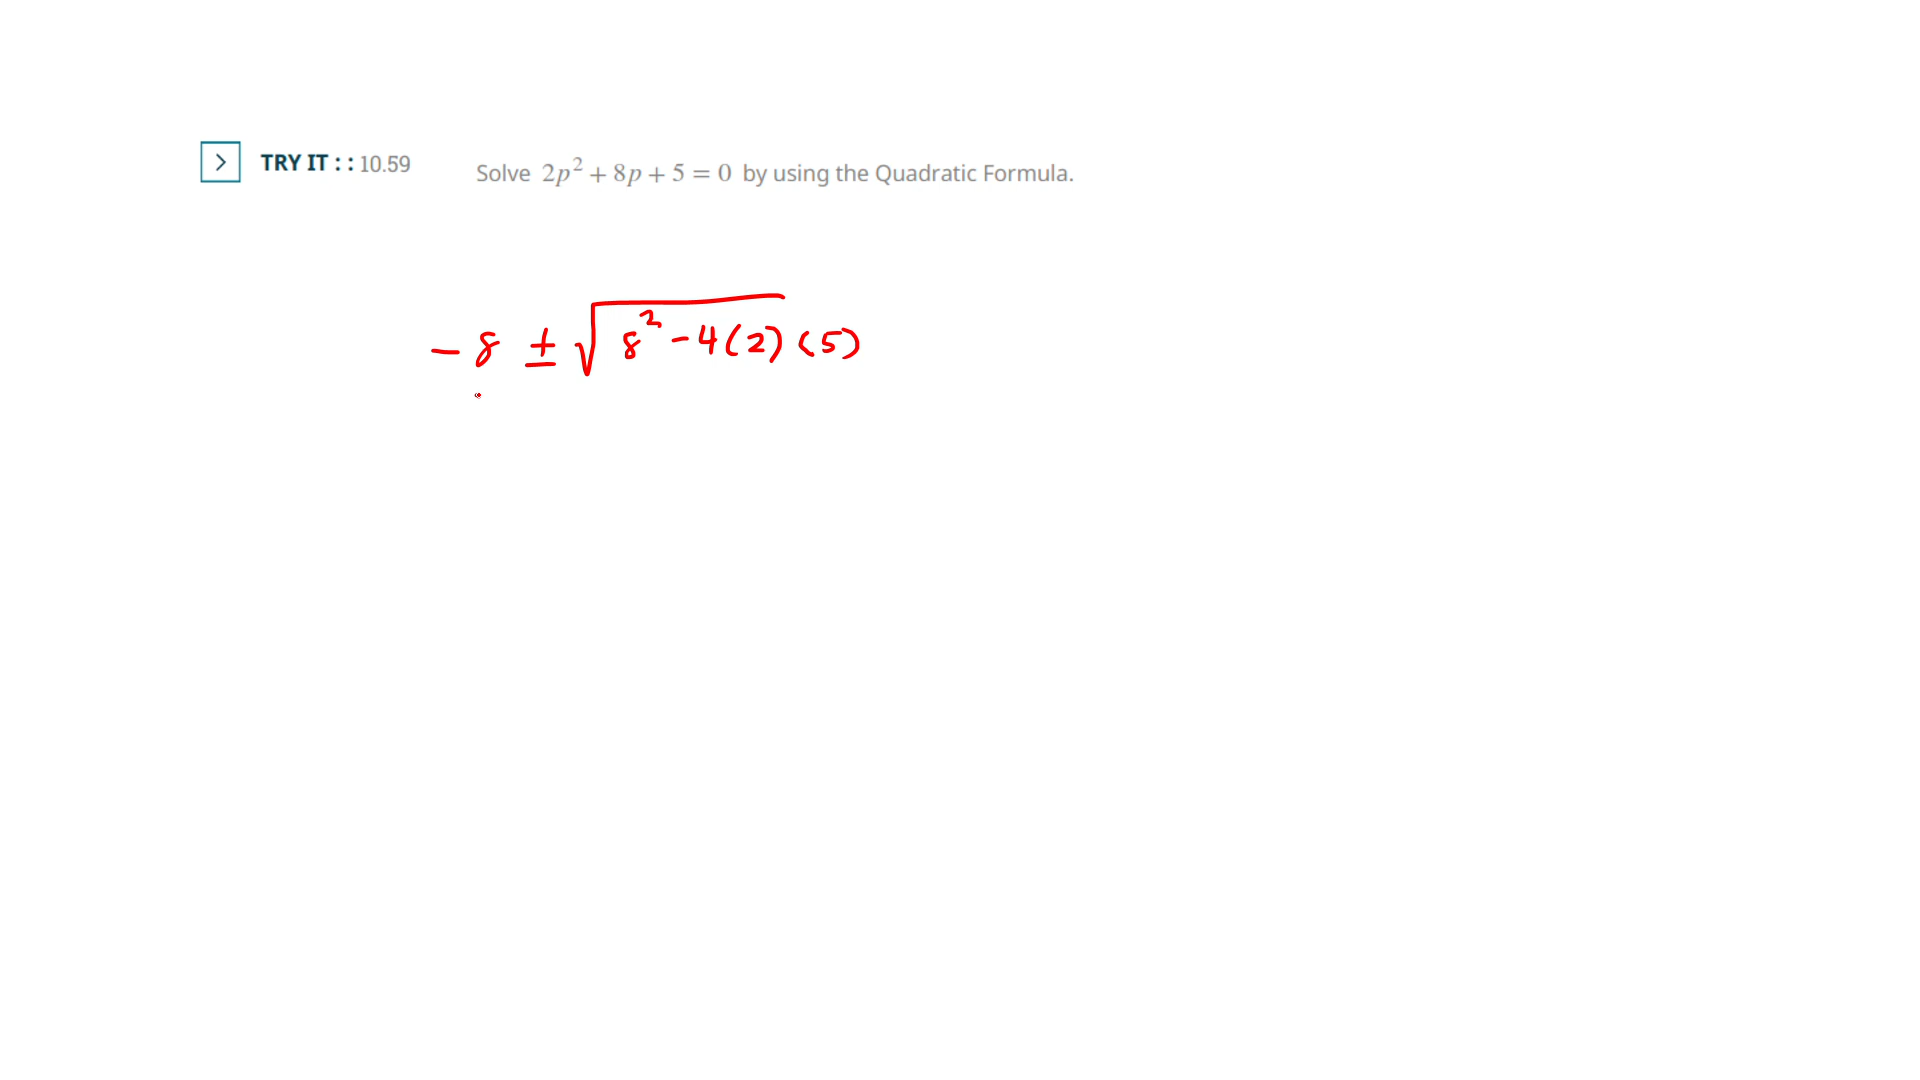 > TRY IT : : 10.59 Solve 2p² + 8p + 5 = 0 by using the Quadratic Formula.
− 8 ± √ 8² − 4(2)(5)